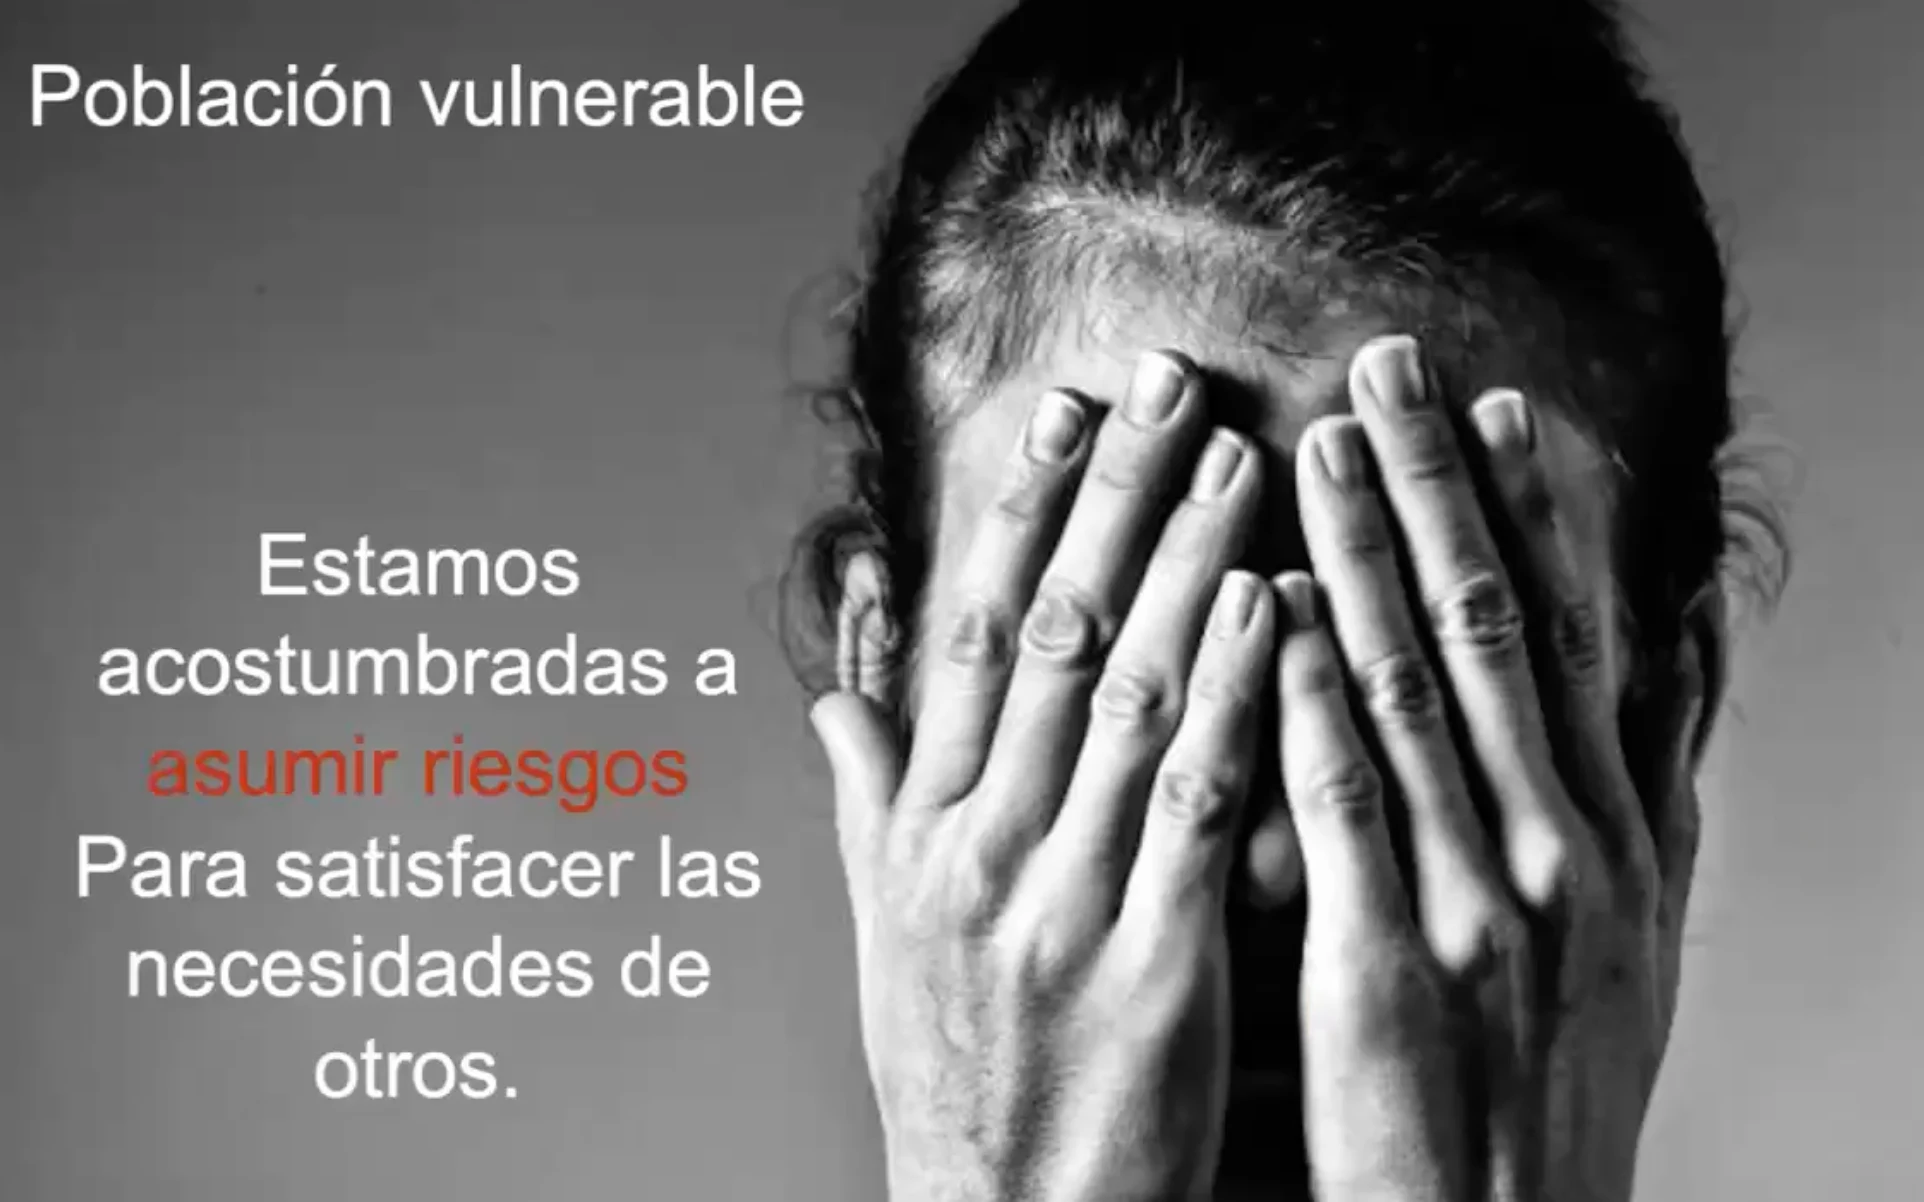 Población vulnerable
Estamos
acostumbradas a
asumir riesgos
Para satisfacer las
necesidades de
otros.